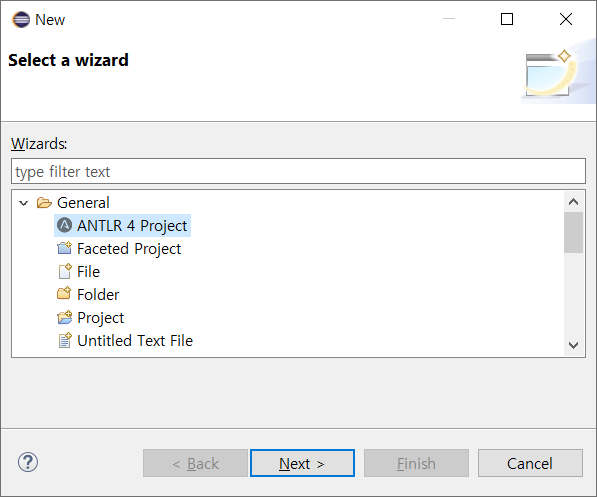 New
Select a wizard
Wizards:
type filter text
General
ANTLR 4 Project
Faceted Project
File
Folder
Project
Untitled Text File
? < Back Next > Finish Cancel